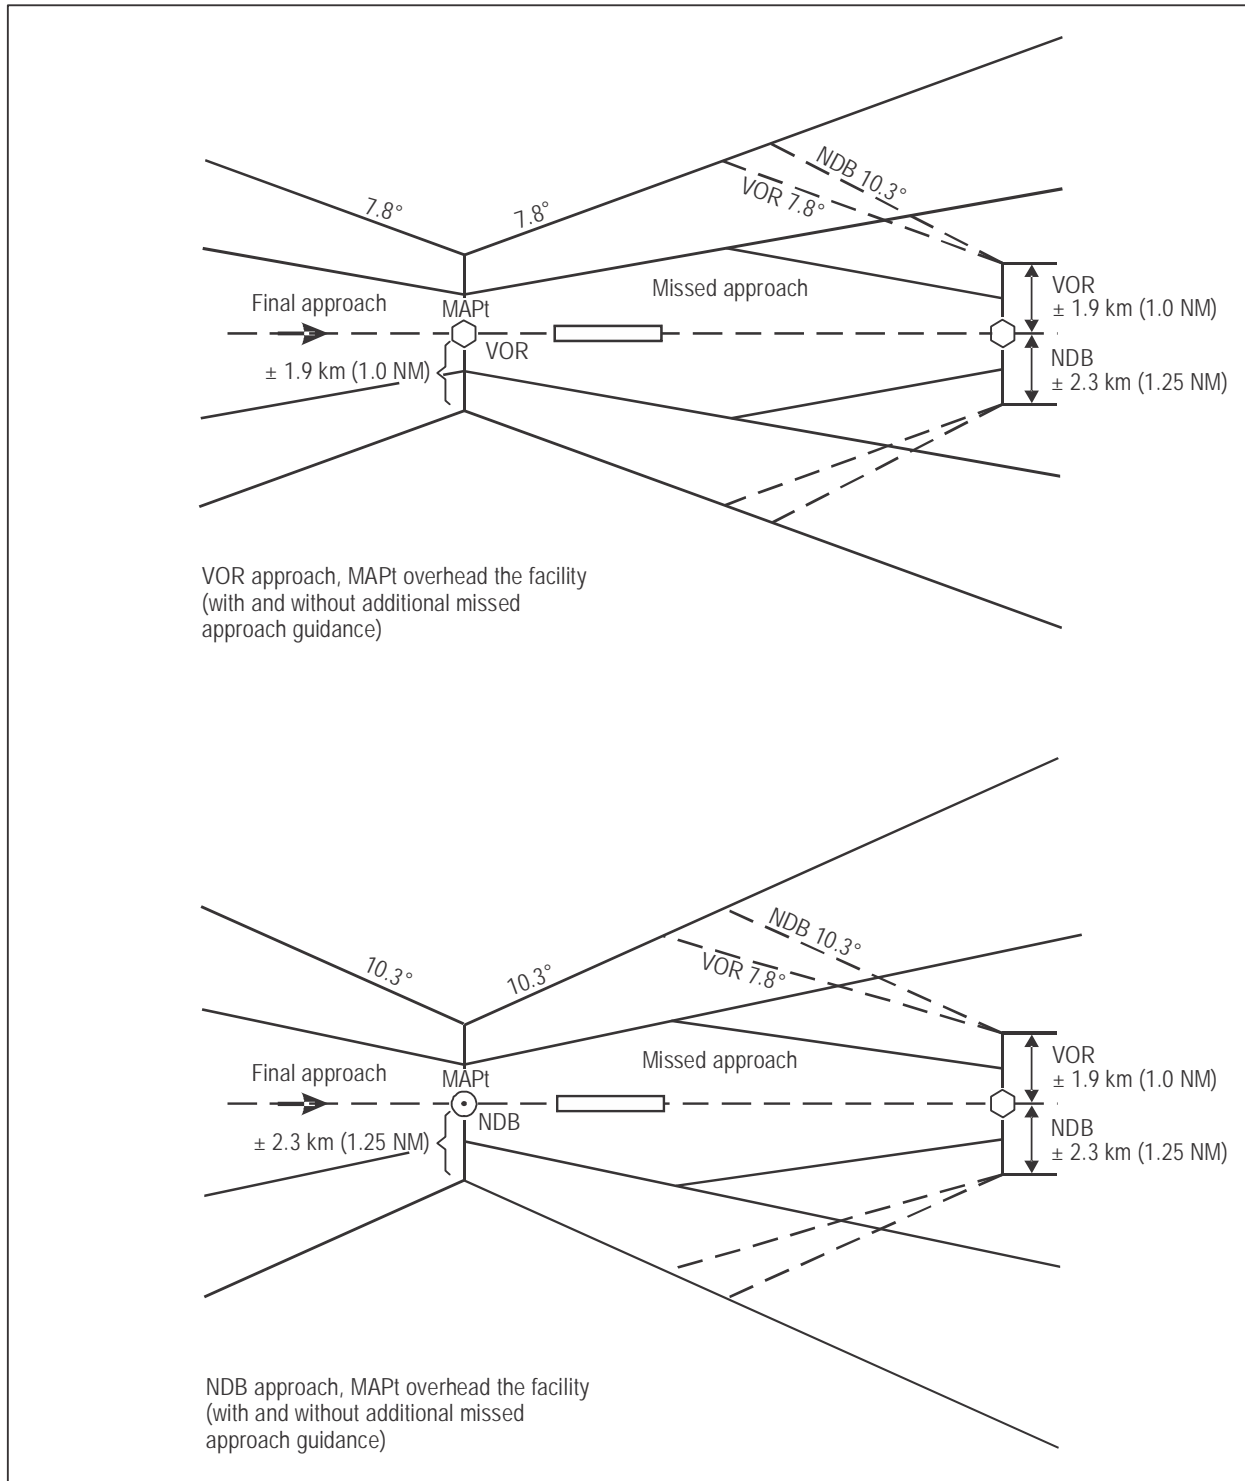 7.8°
7.8°
NDB 10.3°
VOR 7.8°
Final approach
MAPt
Missed approach
VOR
± 1.9 km (1.0 NM)
VOR
± 1.9 km (1.0 NM)
NDB
± 2.3 km (1.25 NM)
VOR approach, MAPt overhead the facility
(with and without additional missed
approach guidance)
10.3°
10.3°
NDB 10.3°
VOR 7.8°
Final approach
MAPt
Missed approach
VOR
± 1.9 km (1.0 NM)
NDB
± 2.3 km (1.25 NM)
NDB
± 2.3 km (1.25 NM)
NDB approach, MAPt overhead the facility
(with and without additional missed
approach guidance)